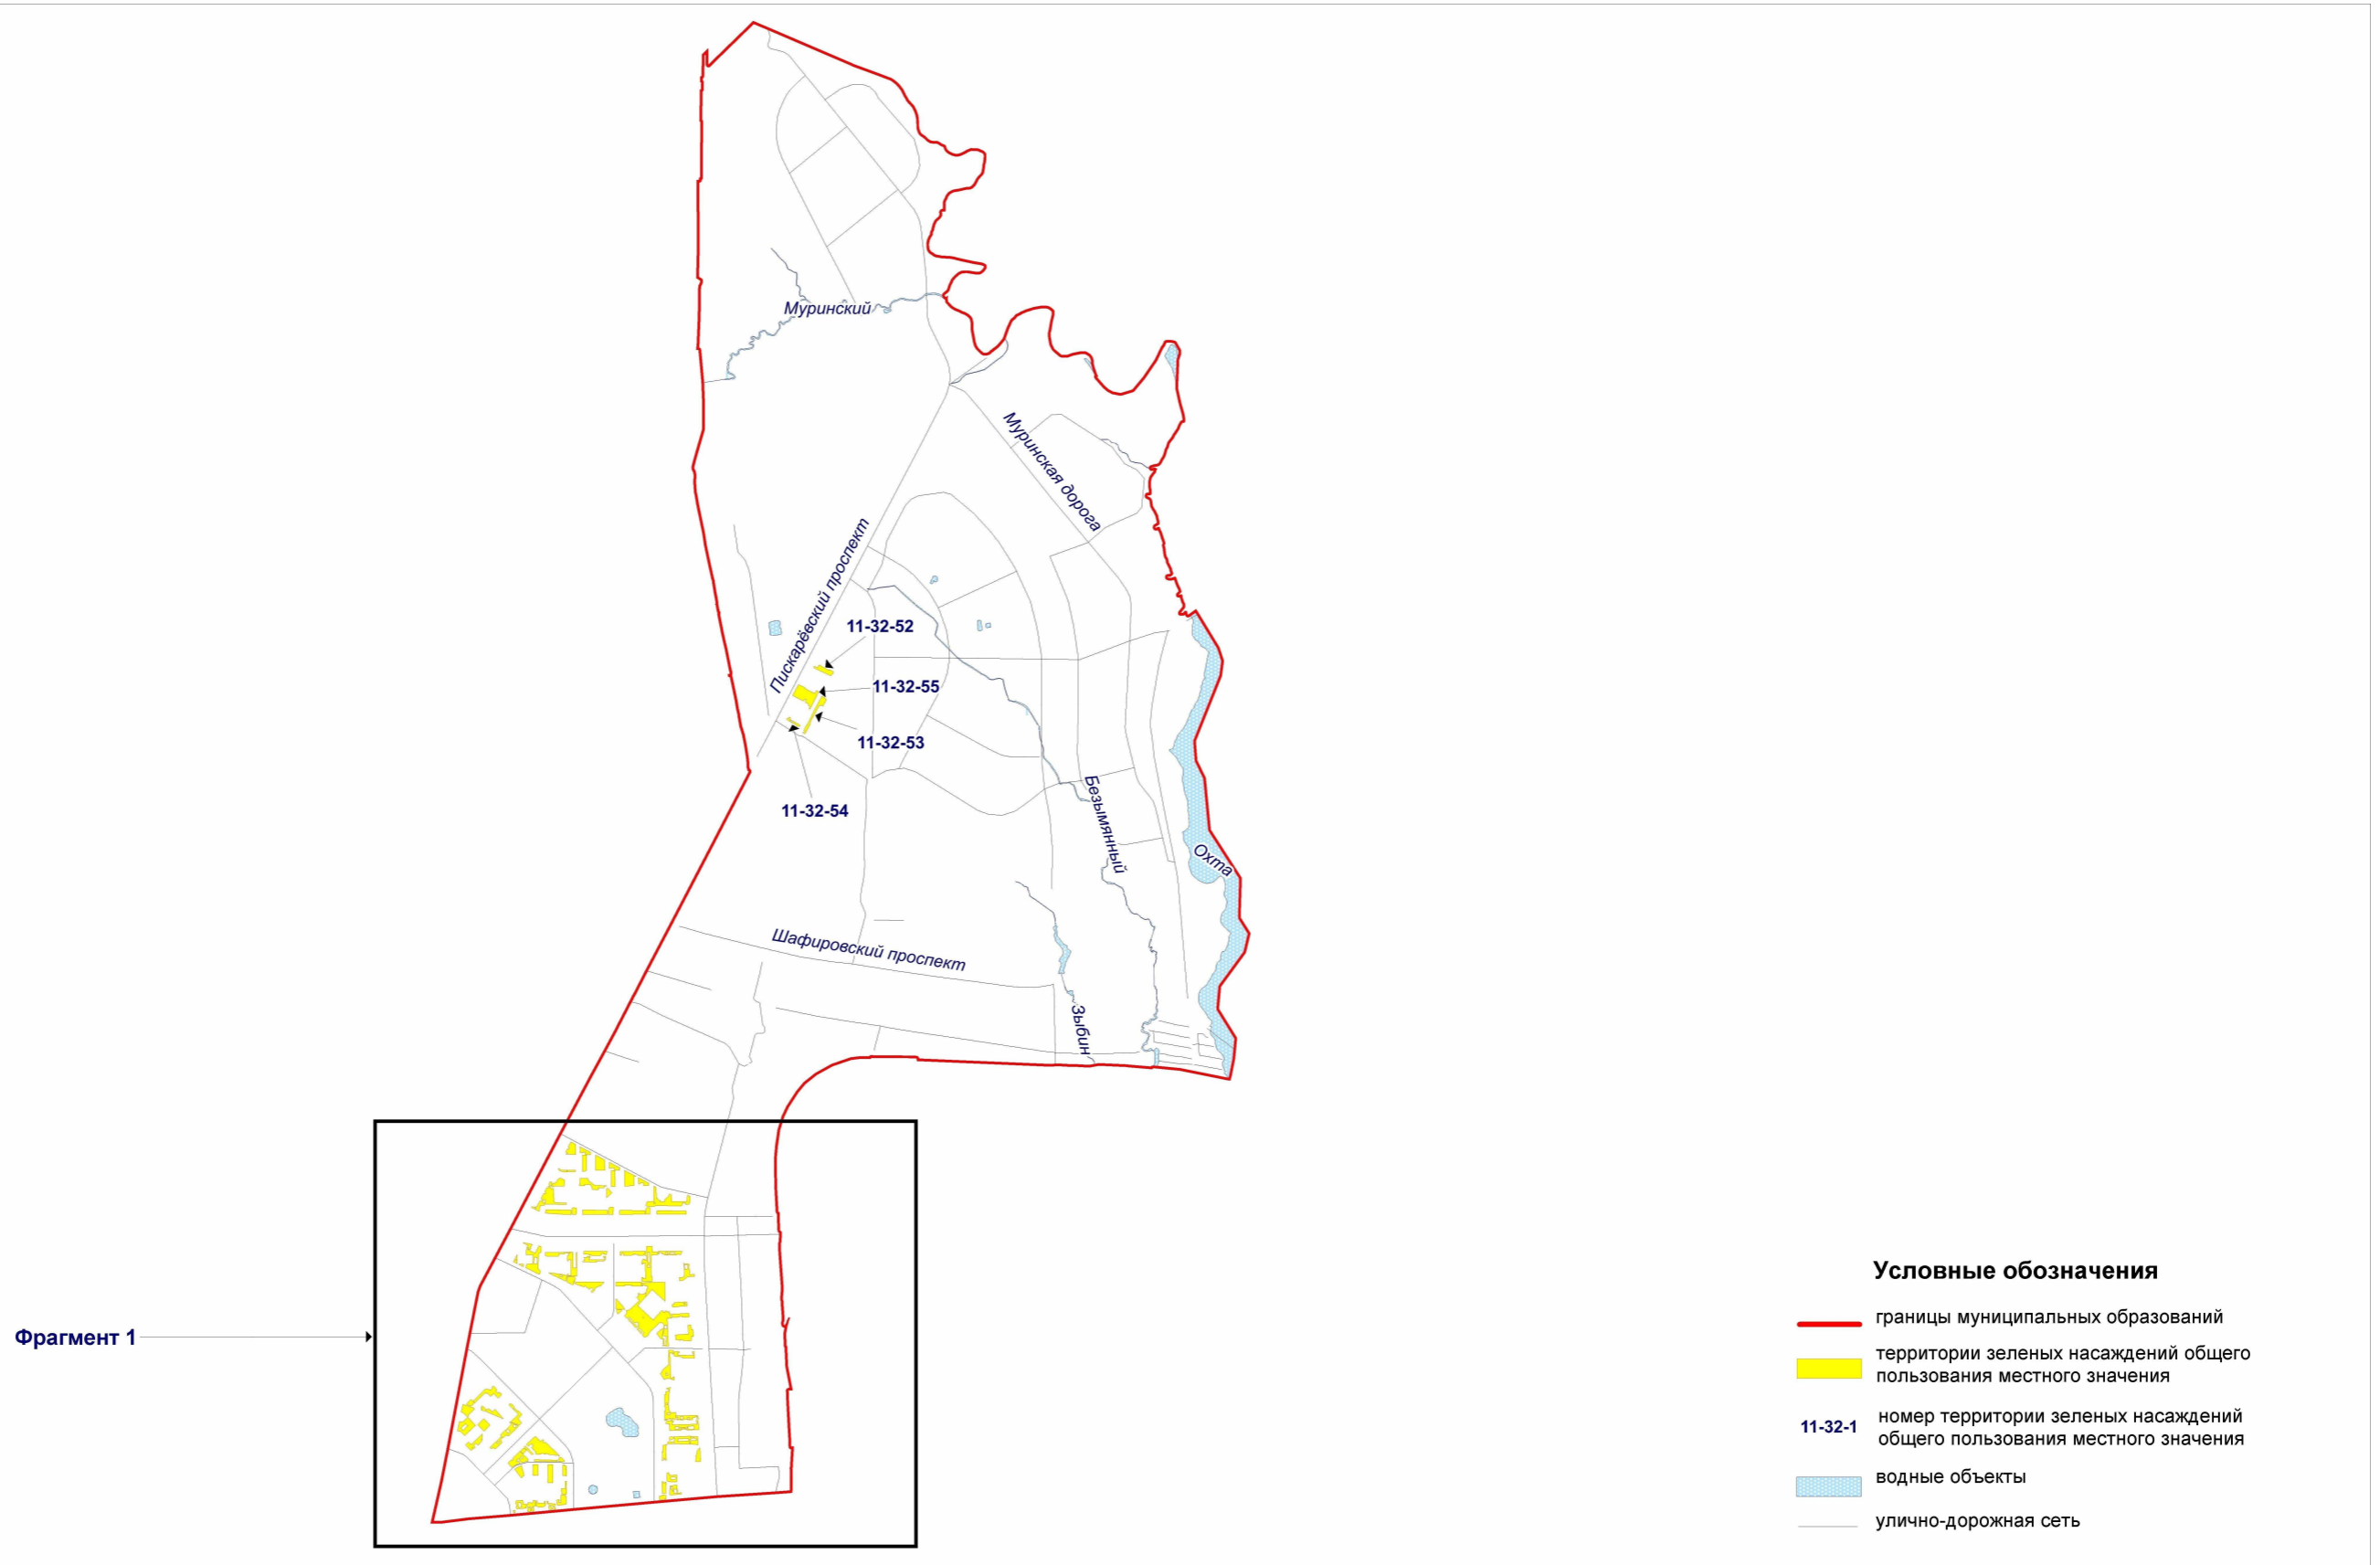 Муринский
Муринская дорога
Пискарёвский проспект
11-32-52
11-32-55
11-32-53
11-32-54
Безымянный
Охта
Шафировский проспект
Зыбин
Фрагмент 1
Условные обозначения
границы муниципальных образований
территории зеленых насаждений общего
пользования местного значения
11-32-1
номер территории зеленых насаждений
общего пользования местного значения
водные объекты
улично-дорожная сеть